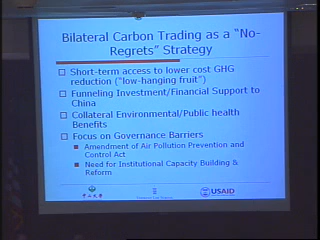 Bilateral Carbon Trading as a "No-
Regrets" Strategy
Short-term access to lower cost GHG
reduction ("low-hanging fruit")
Funneling Investment/Financial Support to
China
Collateral Environmental/Public health
Benefits
Focus on Governance Barriers
Amendment of Air Pollution Prevention and
Control Act
Need for Institutional Capacity Building &
Reform
USAID